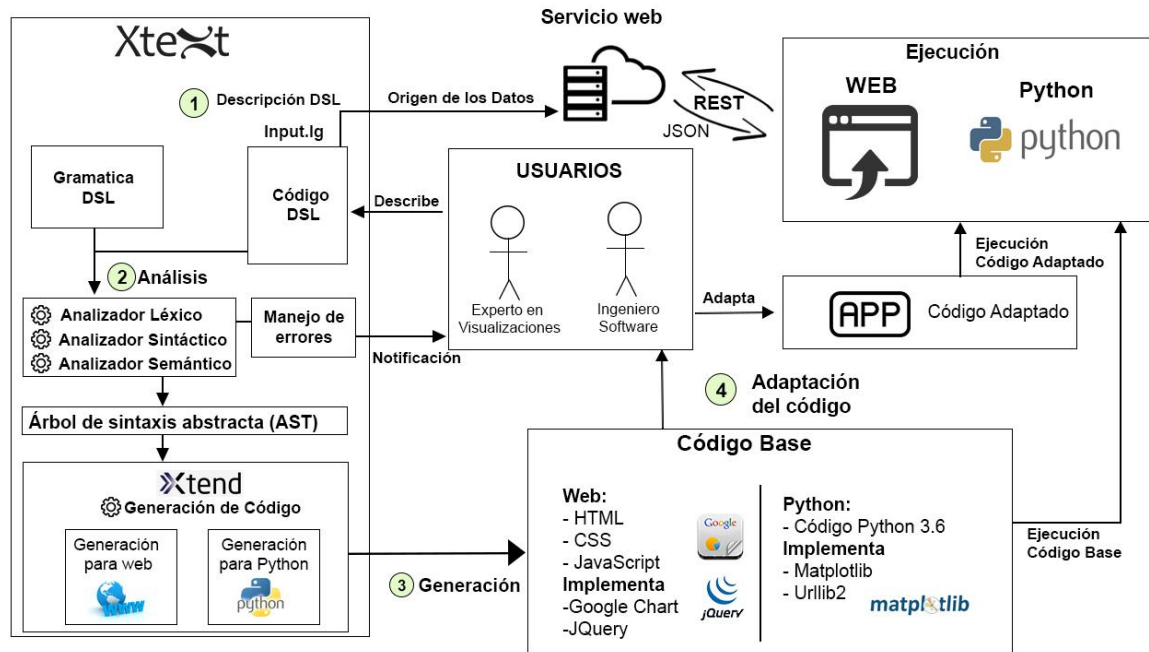 Xtext
1
Descripción DSL
Input.lg
Gramatica
DSL
Código
DSL
Origen de los Datos
Servicio web
REST
JSON
Ejecución
WEB
Python
python
Describe
USUARIOS
Experto en
Visualizaciones
Ingeniero
Software
Adapta
Ejecución
Código Adaptado
APP
Código Adaptado
2
Análisis
Analizador Léxico
Analizador Sintáctico
Analizador Semántico
Manejo de
errores
Notificación
Árbol de sintaxis abstracta (AST)
Xtend
Generación de Código
Generación
para web
www
Generación
para Python
python
3
Generación
4
Adaptación
del código
Código Base
Web:
- HTML
- CSS
- JavaScript
Implementa
-Google Chart
-JQuery
Google
jQuery
Python:
- Código Python 3.6
Implementa
- Matplotlib
- Urllib2
matplotlib
Ejecución
Código Base